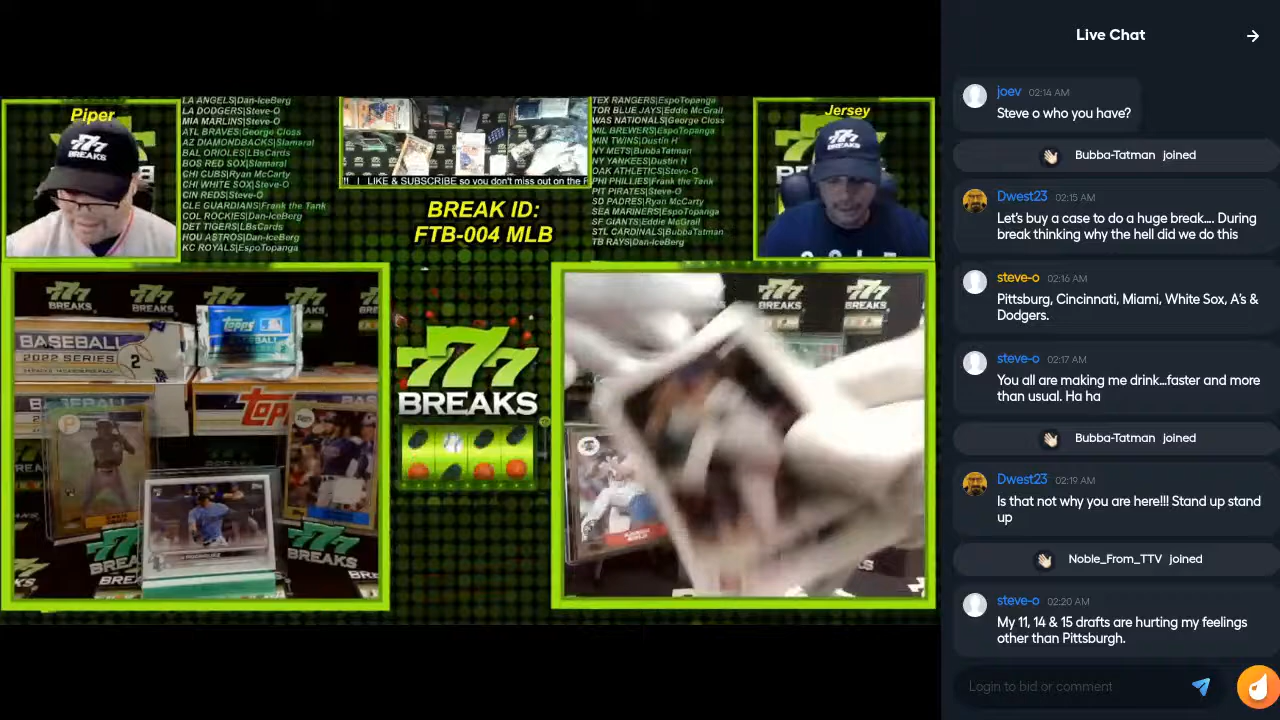 Piper
777
BREAKS
LA ANGELS|Dan-IceBerg
LA DODGERS|Steve-O
MIA MARLINS|Steve-O
ATL BRAVES|George Closs
AZ DIAMONDBACKS|Slamaral
BAL ORIOLES|LBsCards
BOS RED SOX|Slamaral
CHI CUBS|Ryan McCarty
CHI WHITE SOX|Steve-O
CIN REDS|Steve-O
CLE GUARDIANS|Frank the Tank
COL ROCKIES|Dan-IceBerg
DET TIGERS|LBsCards
HOU ASTROS|Dan-IceBerg
KC ROYALS|EspoTopanga
!!! I LIKE & SUBSCRIBE so you don't miss out on the
BREAK ID:
FTB-004 MLB
TEX RANGERS|EspoTopanga
TOR BLUE JAYS|Eddie McGrail
WAS NATIONALS|George Closs
MIL BREWERS|EspoTopanga
MIN TWINS|Dustin H
NY METS|BubbaTatman
NY YANKEES|Dustin H
OAK ATHLETICS|Steve-O
PHI PHILLIES|Frank the Tank
PIT PIRATES|Steve-O
SD PADRES|Ryan McCarty
SEA MARINERS|EspoTopanga
SF GIANTS|Eddie McGrail
STL CARDINALS|BubbaTatman
TB RAYS|Dan-IceBerg
Jersey
777
BREAKS
BREAKS
BREAKS
Topps
BASEBALL
2022 SERIES 2
BREAKS
777
BREAKS
BREAKS
BREAKS
Live Chat
joev 02:14 AM
Steve o who you have?
Bubba-Tatman joined
Dwest23 02:15 AM
Let's buy a case to do a huge break.... During
break thinking why the hell did we do this
steve-o 02:16 AM
Pittsburg, Cincinnati, Miami, White Sox, A's &
Dodgers.
steve-o 02:17 AM
You all are making me drink...faster and more
than usual. Ha ha
Bubba-Tatman joined
Dwest23 02:19 AM
Is that not why you are here!!! Stand up stand
up
Noble_From_TTV joined
steve-o 02:20 AM
My 11, 14 & 15 drafts are hurting my feelings
other than Pittsburgh.
Login to bid or comment